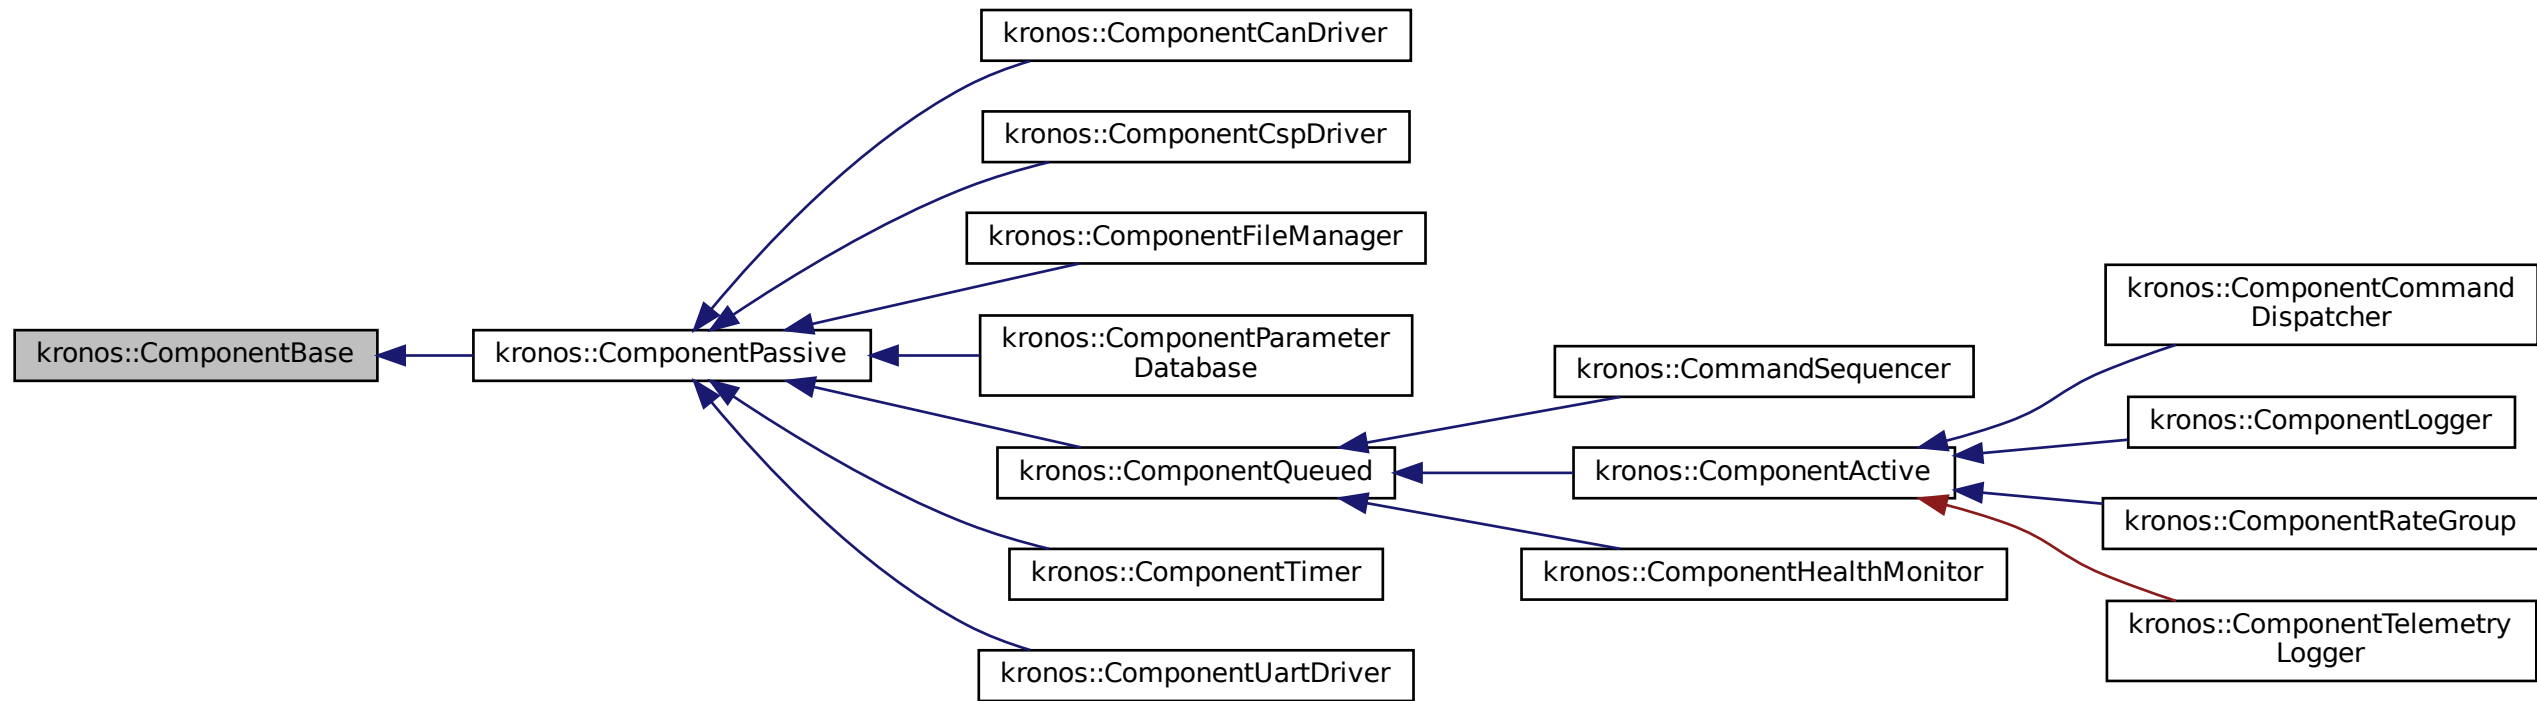 kronos::ComponentBase
kronos::ComponentPassive
kronos::ComponentCanDriver
kronos::ComponentCspDriver
kronos::ComponentFileManager
kronos::ComponentParameter
Database
kronos::ComponentQueued
kronos::ComponentTimer
kronos::ComponentUartDriver
kronos::CommandSequencer
kronos::ComponentActive
kronos::ComponentHealthMonitor
kronos::ComponentCommand
Dispatcher
kronos::ComponentLogger
kronos::ComponentRateGroup
kronos::ComponentTelemetry
Logger